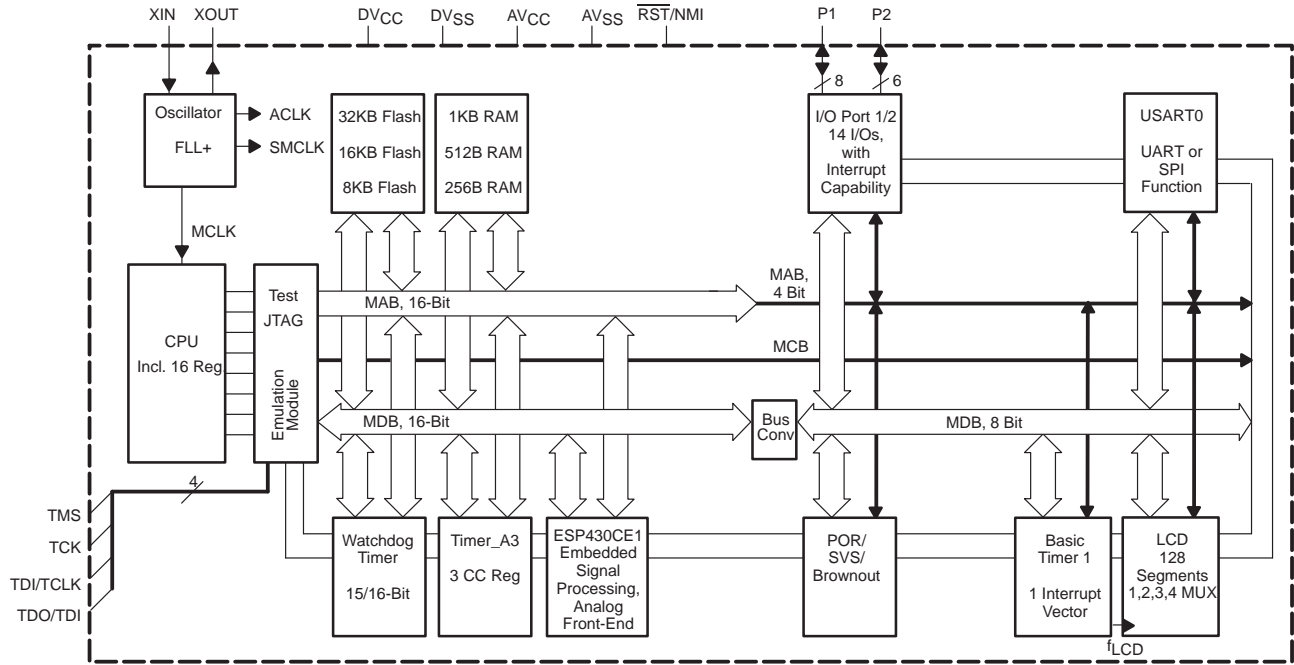 XIN
XOUT
DVCC
DVSS
AVCC
AVSS
RST/NMI
P1
P2
8
6
Oscillator
FLL+
ACLK
SMCLK
32KB Flash
16KB Flash
8KB Flash
1KB RAM
512B RAM
256B RAM
I/O Port 1/2
14 I/Os,
with
Interrupt
Capability
USART0
UART or
SPI
Function
MCLK
CPU
Incl. 16 Reg
Test
JTAG
Emulation
Module
MAB, 16-Bit
MAB,
4 Bit
MCB
MDB, 16-Bit
Bus
Conv
MDB, 8 Bit
4
TMS
TCK
TDI/TCLK
TDO/TDI
Watchdog
Timer
15/16-Bit
Timer_A3
3 CC Reg
ESP430CE1
Embedded
Signal
Processing,
Analog
Front-End
POR/
SVS/
Brownout
Basic
Timer 1
1 Interrupt
Vector
LCD
128
Segments
1,2,3,4 MUX
fLCD